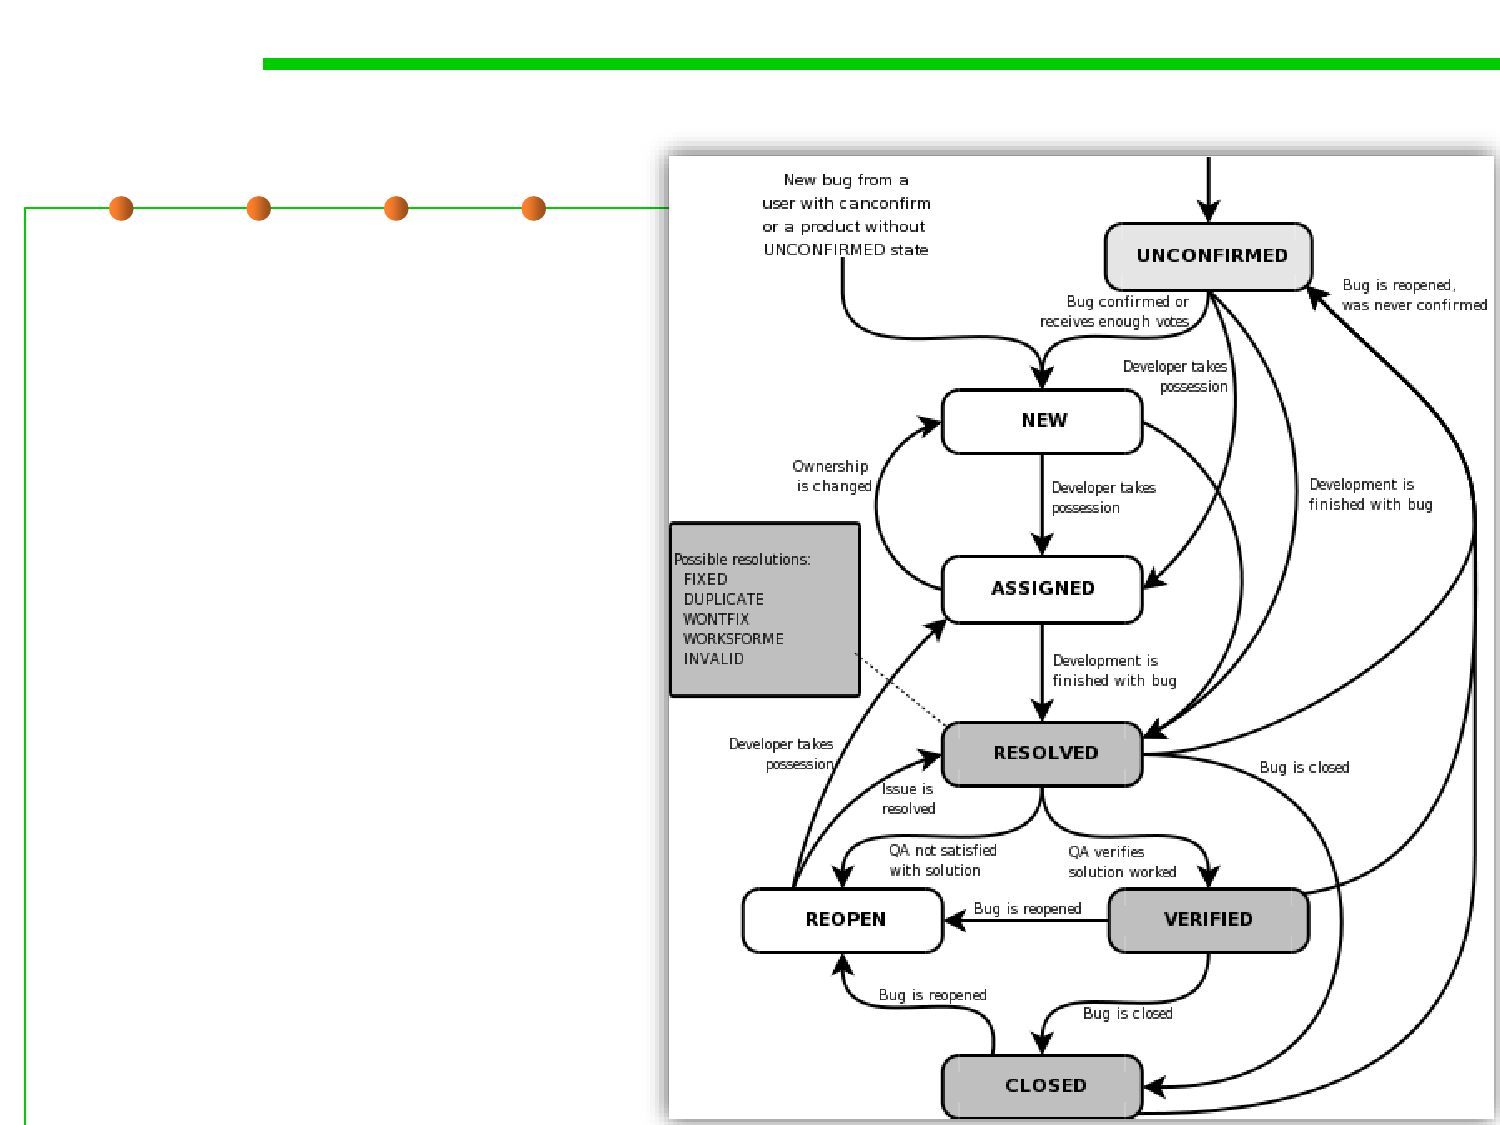 New bug from a
user with canconfirm
or a product without
UNCONFIRMED state
UNCONFIRMED
Bug is reopened,
was never confirmed
Bug confirmed or
receives enough votes
Developer takes
possession
NEW
Ownership
is changed
Developer takes
possession
Development is
finished with bug
Possible resolutions:
FIXED
DUPLICATE
WONTFIX
WORKSFORME
INVALID
ASSIGNED
Development is
finished with bug
RESOLVED
Developer takes
possession
Bug is closed
Issue is
resolved
QA not satisfied
with solution
QA verifies
solution worked
REOPEN
Bug is reopened
VERIFIED
Bug is reopened
Bug is closed
CLOSED